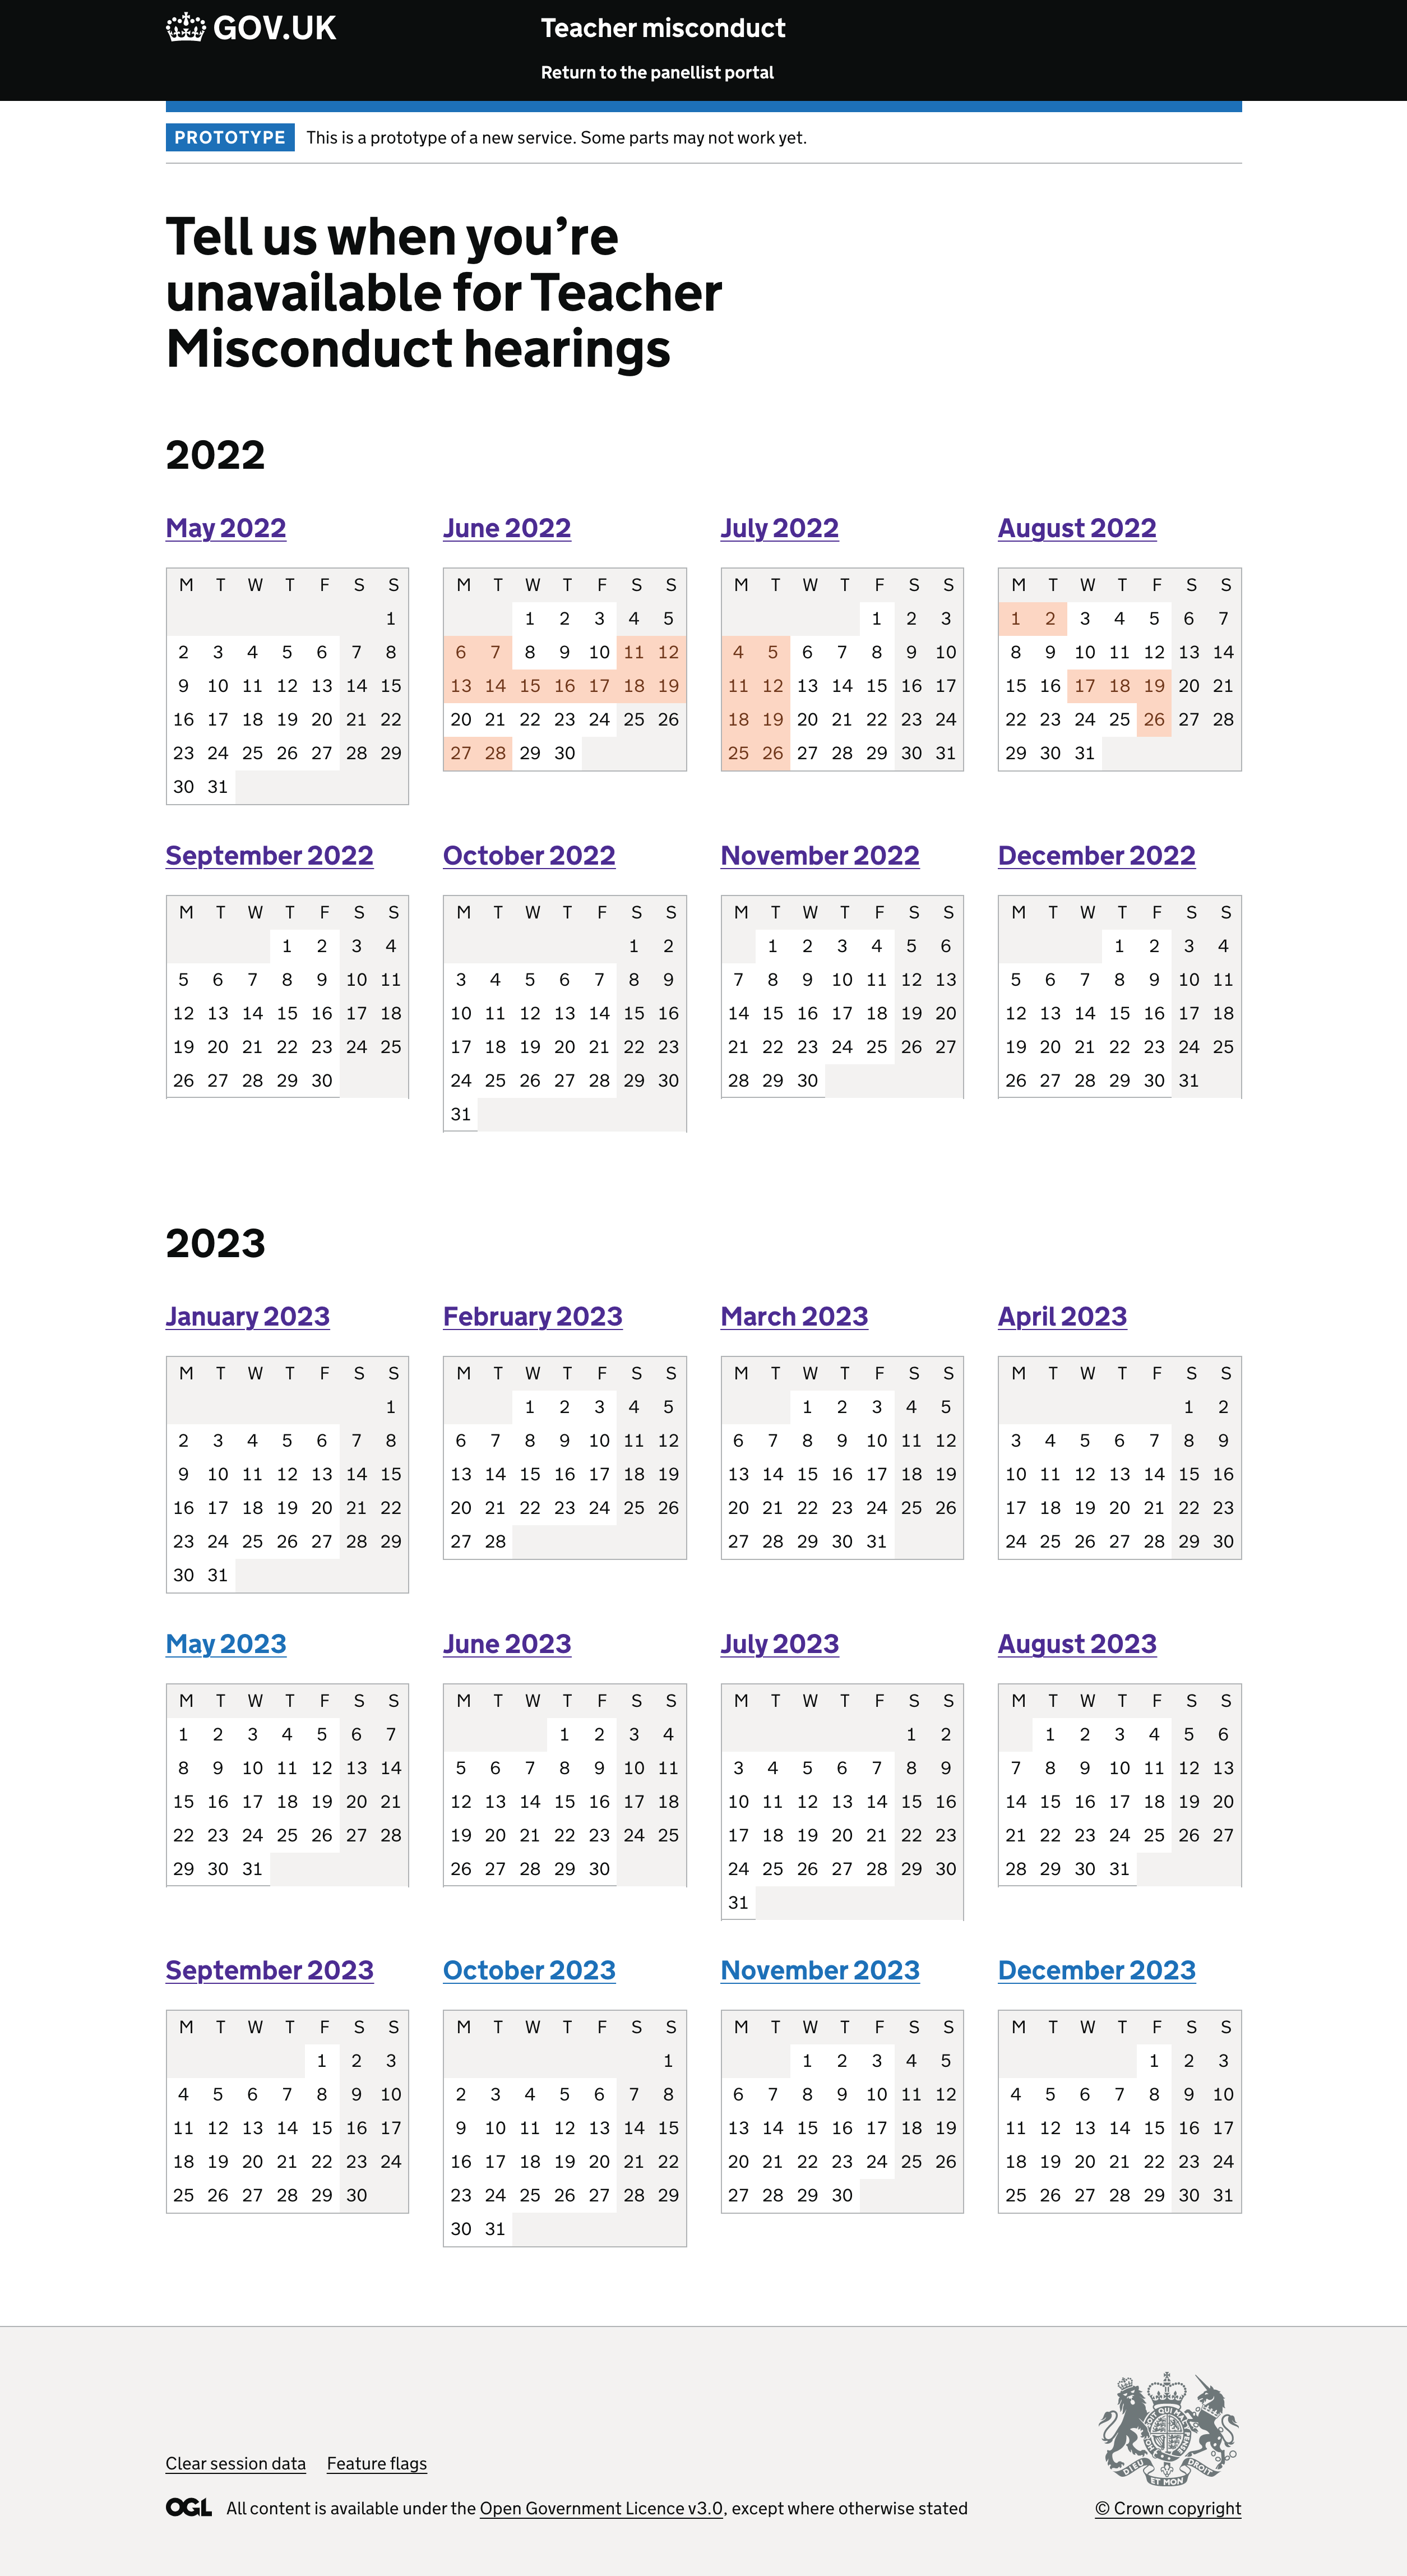 GOV.UK
Teacher misconduct
Return to the panellist portal
PROTOTYPE This is a prototype of a new service. Some parts may not work yet.
Tell us when you’re
unavailable for Teacher
Misconduct hearings
2022
May 2022
M T W T F S S
1
2 3 4 5 6 7 8
9 10 11 12 13 14 15
16 17 18 19 20 21 22
23 24 25 26 27 28 29
30 31
June 2022
M T W T F S S
1 2 3 4 5
6 7 8 9 10 11 12
13 14 15 16 17 18 19
20 21 22 23 24 25 26
27 28 29 30
July 2022
M T W T F S S
1 2 3
4 5 6 7 8 9 10
11 12 13 14 15 16 17
18 19 20 21 22 23 24
25 26 27 28 29 30 31
August 2022
M T W T F S S
1 2 3 4 5 6 7
8 9 10 11 12 13 14
15 16 17 18 19 20 21
22 23 24 25 26 27 28
29 30 31
September 2022
M T W T F S S
1 2 3 4
5 6 7 8 9 10 11
12 13 14 15 16 17 18
19 20 21 22 23 24 25
26 27 28 29 30
October 2022
M T W T F S S
1 2
3 4 5 6 7 8 9
10 11 12 13 14 15 16
17 18 19 20 21 22 23
24 25 26 27 28 29 30
31
November 2022
M T W T F S S
1 2 3 4 5 6
7 8 9 10 11 12 13
14 15 16 17 18 19 20
21 22 23 24 25 26 27
28 29 30
December 2022
M T W T F S S
1 2 3 4
5 6 7 8 9 10 11
12 13 14 15 16 17 18
19 20 21 22 23 24 25
26 27 28 29 30 31
2023
January 2023
M T W T F S S
1
2 3 4 5 6 7 8
9 10 11 12 13 14 15
16 17 18 19 20 21 22
23 24 25 26 27 28 29
30 31
February 2023
M T W T F S S
1 2 3 4 5
6 7 8 9 10 11 12
13 14 15 16 17 18 19
20 21 22 23 24 25 26
27 28
March 2023
M T W T F S S
1 2 3 4 5
6 7 8 9 10 11 12
13 14 15 16 17 18 19
20 21 22 23 24 25 26
27 28 29 30 31
April 2023
M T W T F S S
1 2
3 4 5 6 7 8 9
10 11 12 13 14 15 16
17 18 19 20 21 22 23
24 25 26 27 28 29 30
May 2023
M T W T F S S
1 2 3 4 5 6 7
8 9 10 11 12 13 14
15 16 17 18 19 20 21
22 23 24 25 26 27 28
29 30 31
June 2023
M T W T F S S
1 2 3 4
5 6 7 8 9 10 11
12 13 14 15 16 17 18
19 20 21 22 23 24 25
26 27 28 29 30
July 2023
M T W T F S S
1 2
3 4 5 6 7 8 9
10 11 12 13 14 15 16
17 18 19 20 21 22 23
24 25 26 27 28 29 30
31
August 2023
M T W T F S S
1 2 3 4 5 6
7 8 9 10 11 12 13
14 15 16 17 18 19 20
21 22 23 24 25 26 27
28 29 30 31
September 2023
M T W T F S S
1 2 3
4 5 6 7 8 9 10
11 12 13 14 15 16 17
18 19 20 21 22 23 24
25 26 27 28 29 30
October 2023
M T W T F S S
1
2 3 4 5 6 7 8
9 10 11 12 13 14 15
16 17 18 19 20 21 22
23 24 25 26 27 28 29
30 31
November 2023
M T W T F S S
1 2 3 4 5
6 7 8 9 10 11 12
13 14 15 16 17 18 19
20 21 22 23 24 25 26
27 28 29 30
December 2023
M T W T F S S
1 2 3
4 5 6 7 8 9 10
11 12 13 14 15 16 17
18 19 20 21 22 23 24
25 26 27 28 29 30 31
Clear session data Feature flags
DIEU ET MON DROIT
OGL All content is available under the Open Government Licence v3.0, except where otherwise stated
© Crown copyright